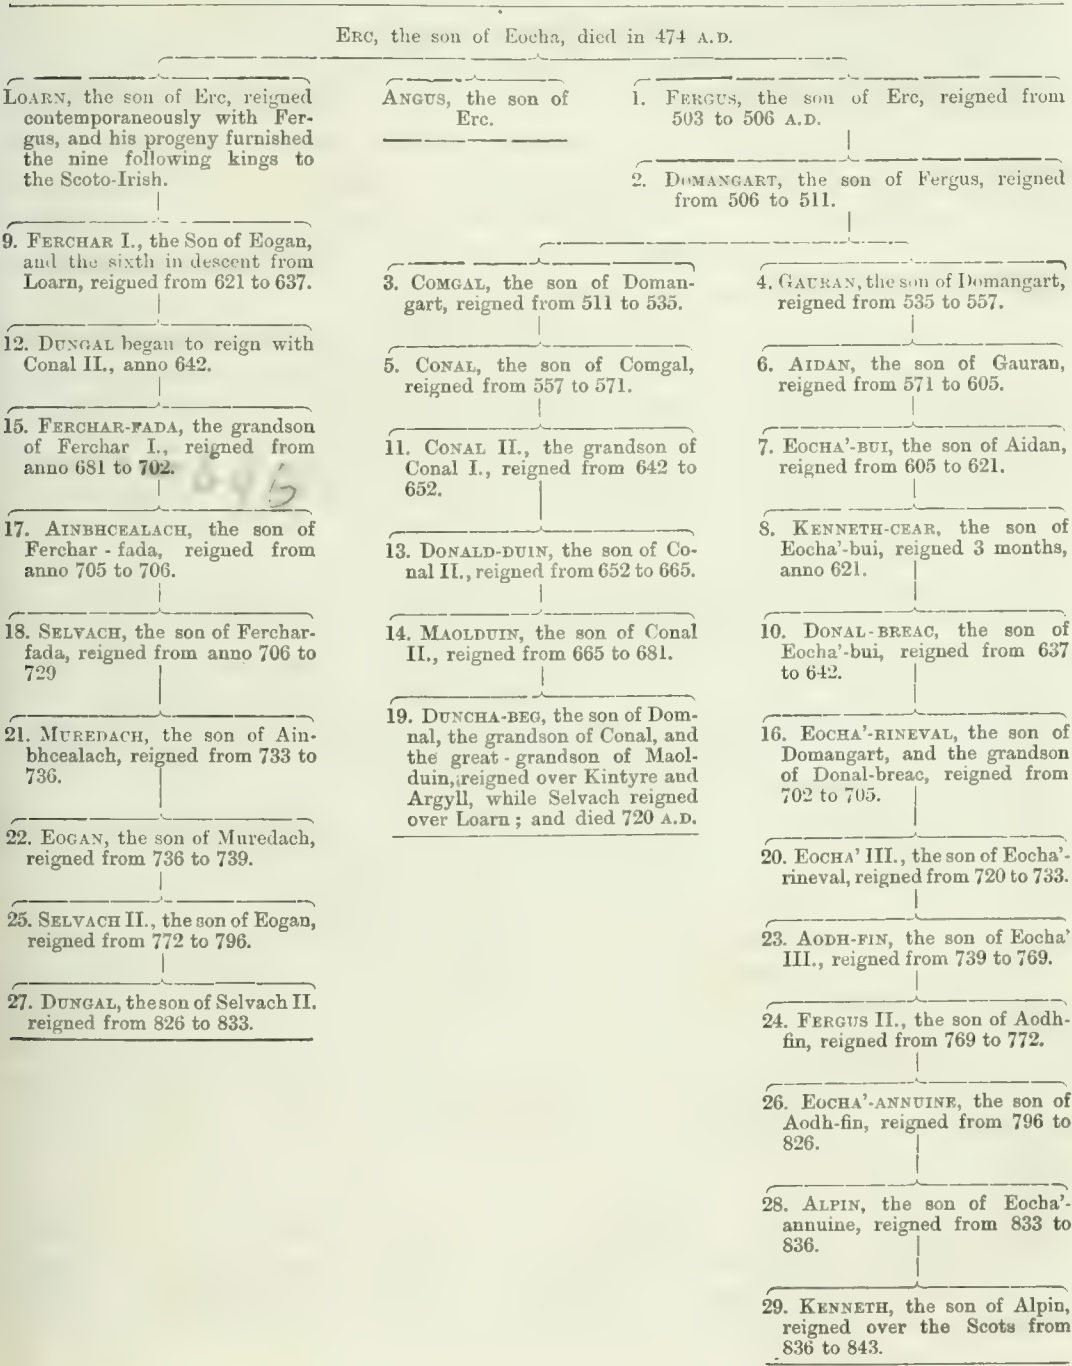 ERC, the son of Eocha, died in 474 A.D.
LOARN, the son of Erc, reigned
contemporaneously with Fer-
gus, and his progeny furnished
the nine following kings to
the Scoto-Irish.
9. FERCHAR I., the Son of Eogan,
and the sixth in descent from
Loarn, reigned from 621 to 637.
12. DUNGAL began to reign with
Conal II., anno 642.
15. FERCHAR-FADA, the grandson
of Ferchar I., reigned from
anno 681 to 702.
17. AINBHCEALACH, the son of
Ferchar-fada, reigned from
anno 705 to 706.
18. SELVACH, the son of Ferchar-
fada, reigned from anno 706 to
729
21. MUREDACH, the son of Ain-
bhcealach, reigned from 733 to
736.
22. EOGAN, the son of Muredach,
reigned from 736 to 739.
25. SELVACH II., the son of Eogan,
reigned from 772 to 796.
27. DUNGAL, the son of Selvach II.
reigned from 826 to 833.
ANGUS, the son of
Erc.
1. FERGUS, the son of Erc, reigned from
503 to 506 A.D.
2. DOMANGART, the son of Fergus, reigned
from 506 to 511.
3. COMGAL, the son of Doman-
gart, reigned from 511 to 535.
5. CONAL, the son of Comgal,
reigned from 557 to 571.
11. CONAL II., the grandson of
Conal I., reigned from 642 to
652.
13. DONALD-DUIN, the son of Co-
nal II., reigned from 652 to 665.
14. MAOLDUIN, the son of Conal
II., reigned from 665 to 681.
19. DUNCHA-BEG, the son of Dom-
nal, the grandson of Conal, and
the great-grandson of Maol-
duin, reigned over Kintyre and
Argyll, while Selvach reigned
over Loarn; and died 720 A.D.
4. GAURAN, the son of Domangart,
reigned from 535 to 557.
6. AIDAN, the son of Gauran,
reigned from 571 to 605.
7. EOCHA'-BUI, the son of Aidan,
reigned from 605 to 621.
8. KENNETH-CEAR, the son of
Eocha'-bui, reigned 3 months,
anno 621.
10. DONAL-BREAC, the son of
Eocha'-bui, reigned from 637
to 642.
16. EOCHA'-RINEVAL, the son of
Domangart, and the grandson
of Donal-breac, reigned from
702 to 705.
20. EOCHA' III., the son of Eocha'-
rineval, reigned from 720 to 733.
23. AODH-FIN, the son of Eocha'
III., reigned from 739 to 769.
24. FERGUS II., the son of Aodh-
fin, reigned from 769 to 772.
26. EOCHA'-ANNUINE, the son of
Aodh-fin, reigned from 796 to
826.
28. ALPIN, the son of Eocha'-
annuine, reigned from 833 to
836.
29. KENNETH, the son of Alpin,
reigned over the Scots from
836 to 843.